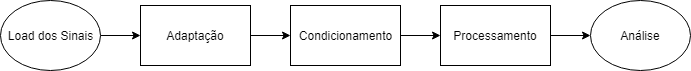 Load dos Sinais
Adaptação
Condicionamento
Processamento
Análise